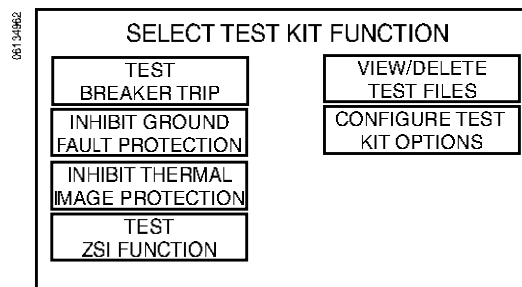 06134962
SELECT TEST KIT FUNCTION
TEST
BREAKER TRIP
INHIBIT GROUND
FAULT PROTECTION
INHIBIT THERMAL
IMAGE PROTECTION
TEST
ZSI FUNCTION
VIEW/DELETE
TEST FILES
CONFIGURE TEST
KIT OPTIONS